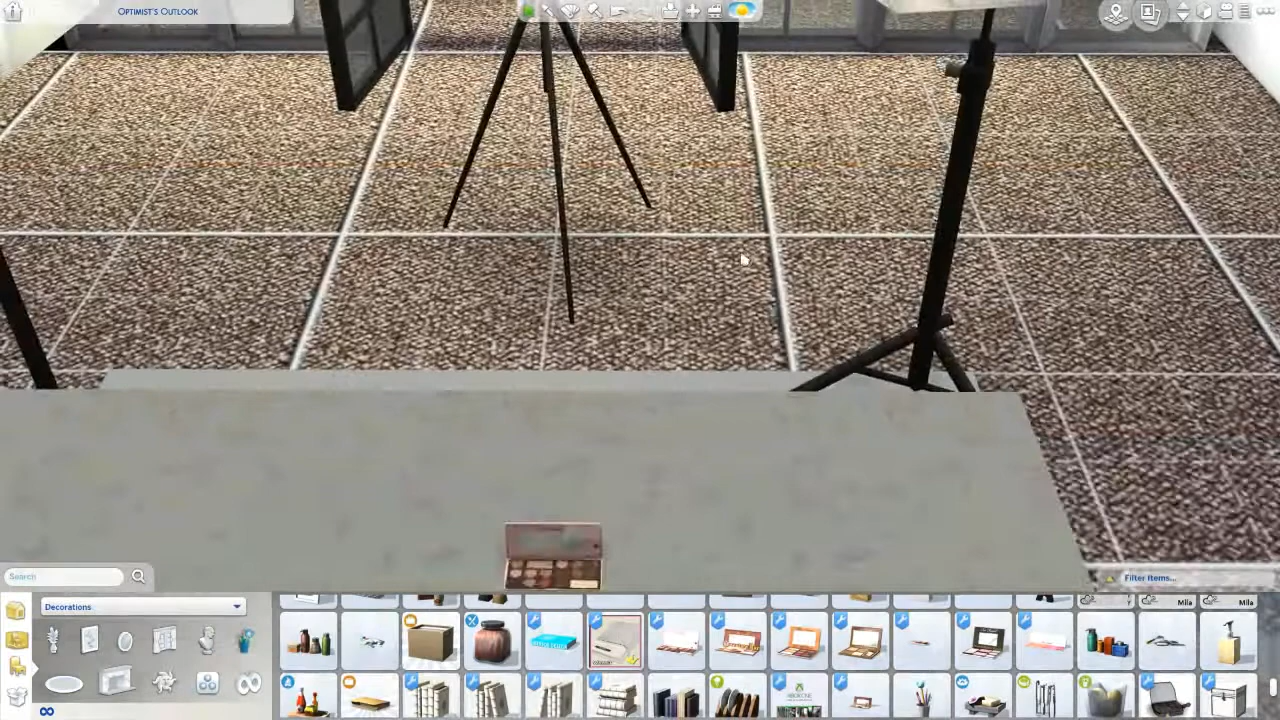 OPTIMIST'S OUTLOOK
Search
Filter Items...
Decorations
Mila
Mila